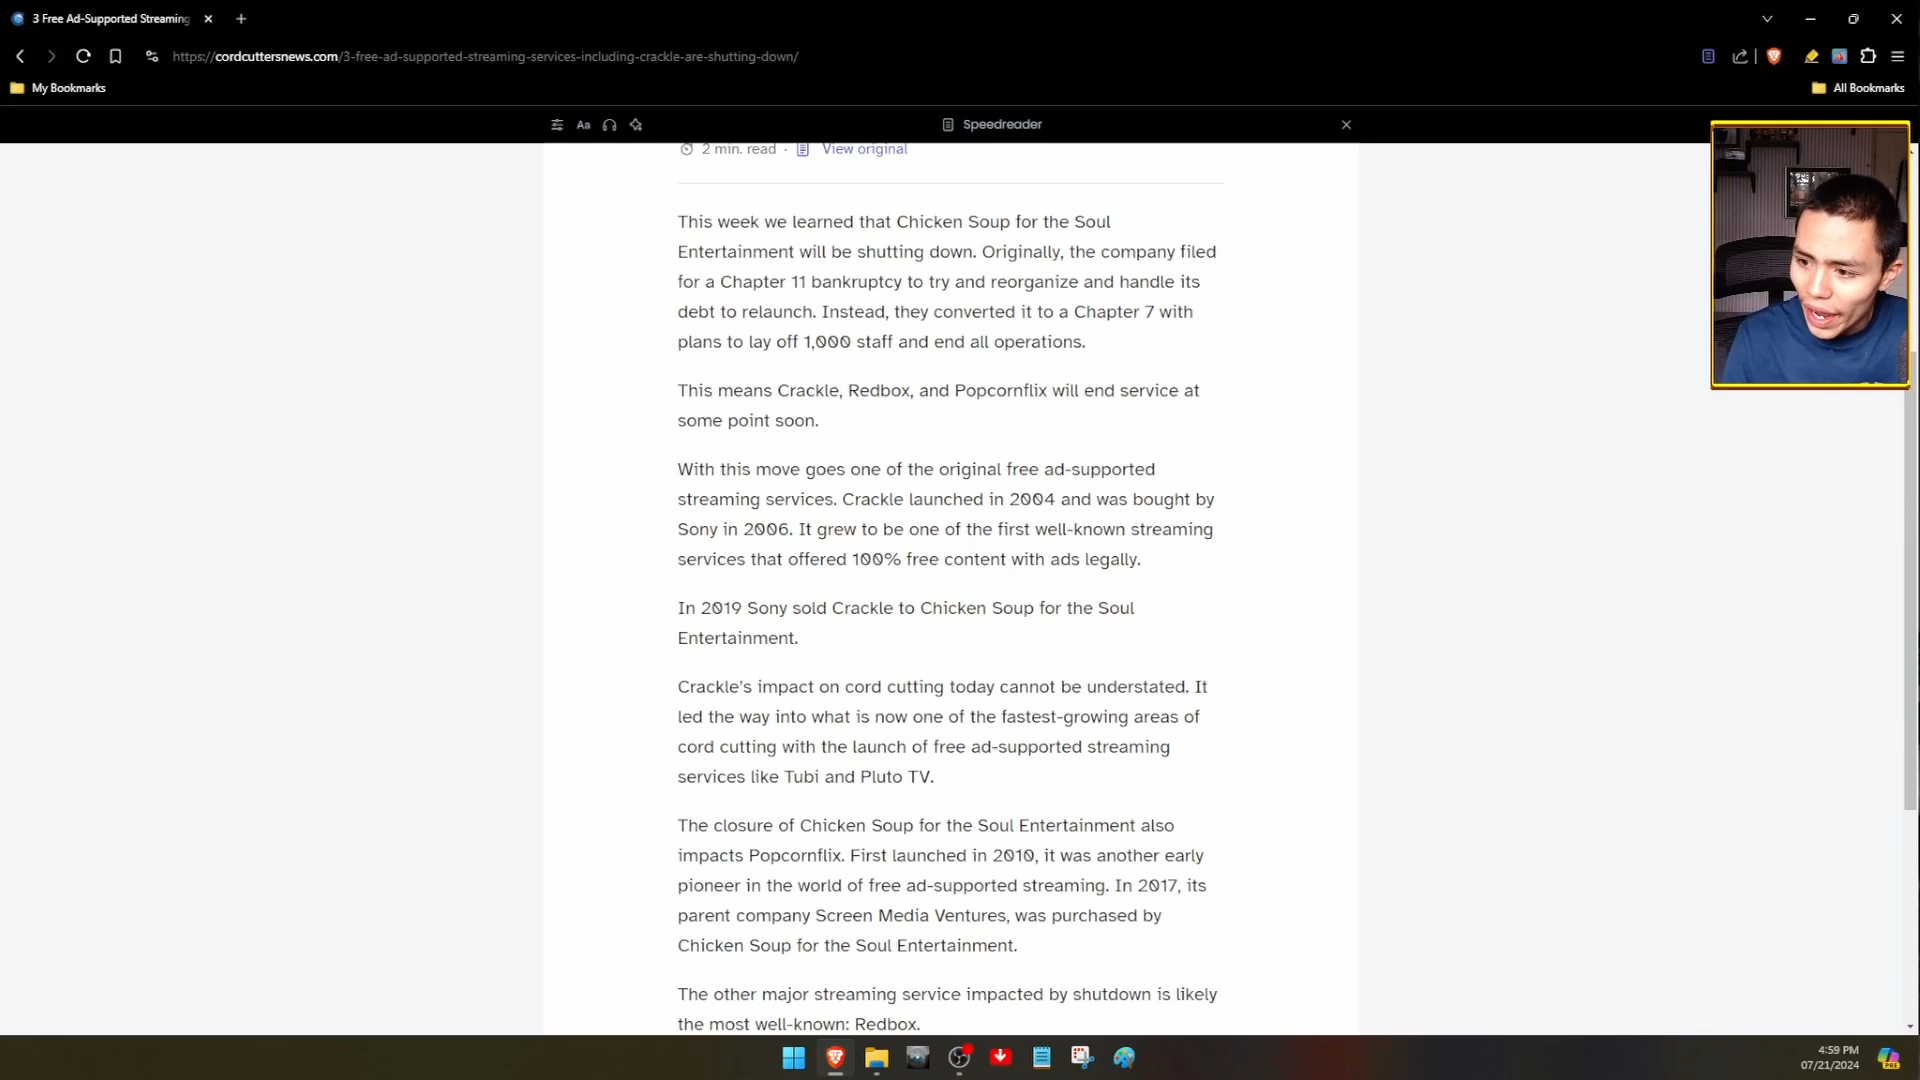 3 Free Ad-Supported Streaming
https://cordcuttersnews.com/3-free-ad-supported-streaming-services-including-crackle-are-shutting-down/
My Bookmarks
All Bookmarks
Aa
Speedreader
2 min. read · View original
This week we learned that Chicken Soup for the Soul
Entertainment will be shutting down. Originally, the company filed
for a Chapter 11 bankruptcy to try and reorganize and handle its
debt to relaunch. Instead, they converted it to a Chapter 7 with
plans to lay off 1,000 staff and end all operations.
This means Crackle, Redbox, and Popcornflix will end service at
some point soon.
With this move goes one of the original free ad-supported
streaming services. Crackle launched in 2004 and was bought by
Sony in 2006. It grew to be one of the first well-known streaming
services that offered 100% free content with ads legally.
In 2019 Sony sold Crackle to Chicken Soup for the Soul
Entertainment.
Crackle’s impact on cord cutting today cannot be understated. It
led the way into what is now one of the fastest-growing areas of
cord cutting with the launch of free ad-supported streaming
services like Tubi and Pluto TV.
The closure of Chicken Soup for the Soul Entertainment also
impacts Popcornflix. First launched in 2010, it was another early
pioneer in the world of free ad-supported streaming. In 2017, its
parent company Screen Media Ventures, was purchased by
Chicken Soup for the Soul Entertainment.
The other major streaming service impacted by shutdown is likely
the most well-known: Redbox.
4:59 PM
07/21/2024
PRE